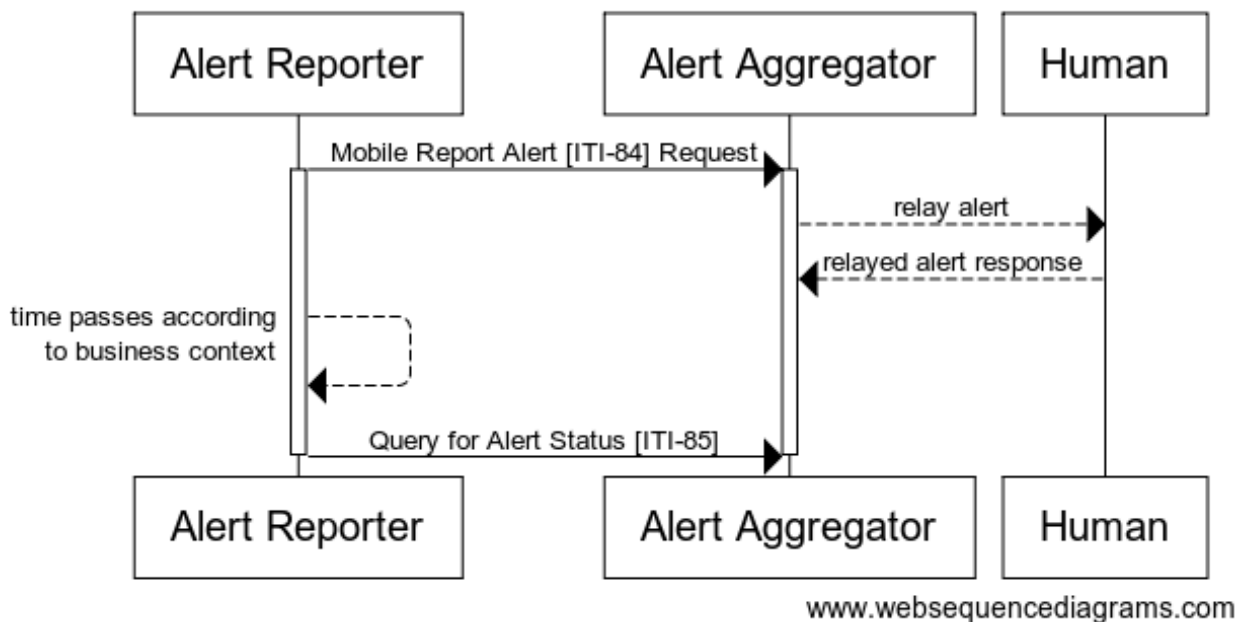 Alert Reporter
Alert Aggregator
Human
Mobile Report Alert [ITI-84] Request
relay alert
relayed alert response
time passes according
to business context
Query for Alert Status [ITI-85]
Alert Reporter
Alert Aggregator
Human
www.websequencediagrams.com